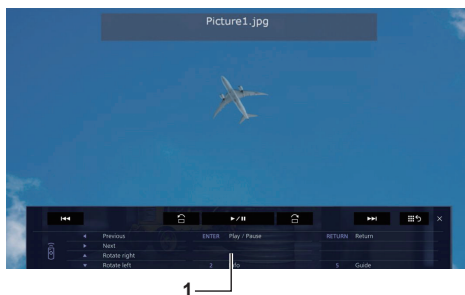 Picture1.jpg
Previous ENTER Play / Pause RETURN Return
Next
Rotate right
Rotate left 2 5 Guide
1